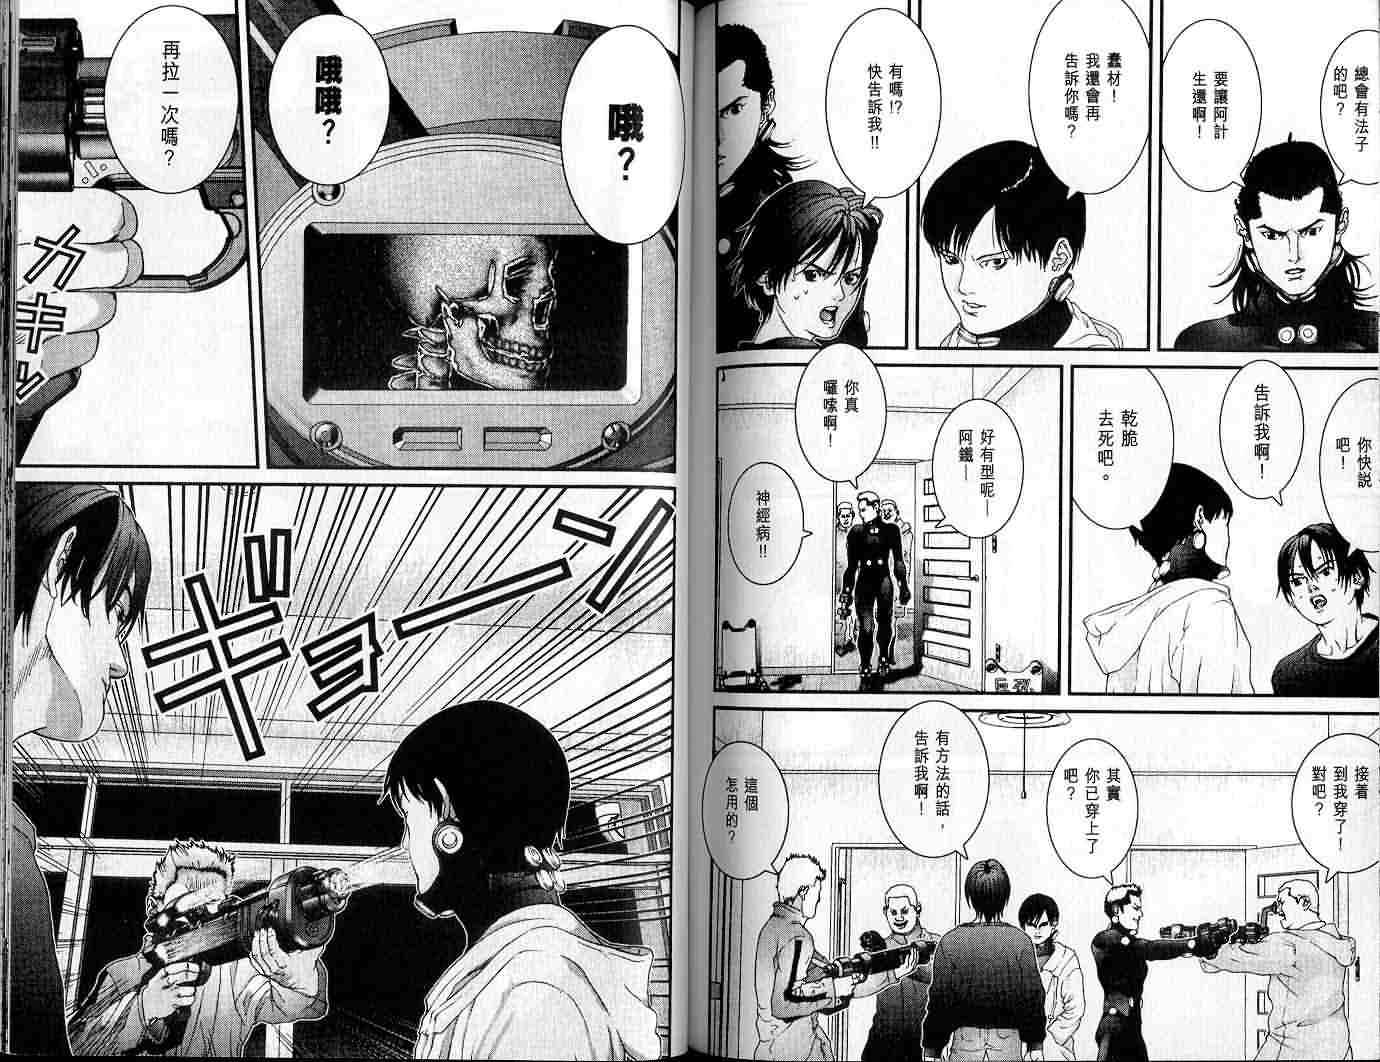 總會有法子
的吧？
要讓阿計
生還啊！
蠢材！
我還會再
告訴你嗎？
有嗎!?
快告訴我!!
你快說
吧！
告訴我啊！
乾脆
去死吧。
好有型呢─
阿鐵─
你真
囉嗦啊！
神經病!!
接着
到我穿了！
對吧？
其實
你已穿上了
吧？
有方法的話，
告訴我啊！
這個
怎用的？
哦？
哦哦？
再拉一次嗎？
カキキッ
ギョーン